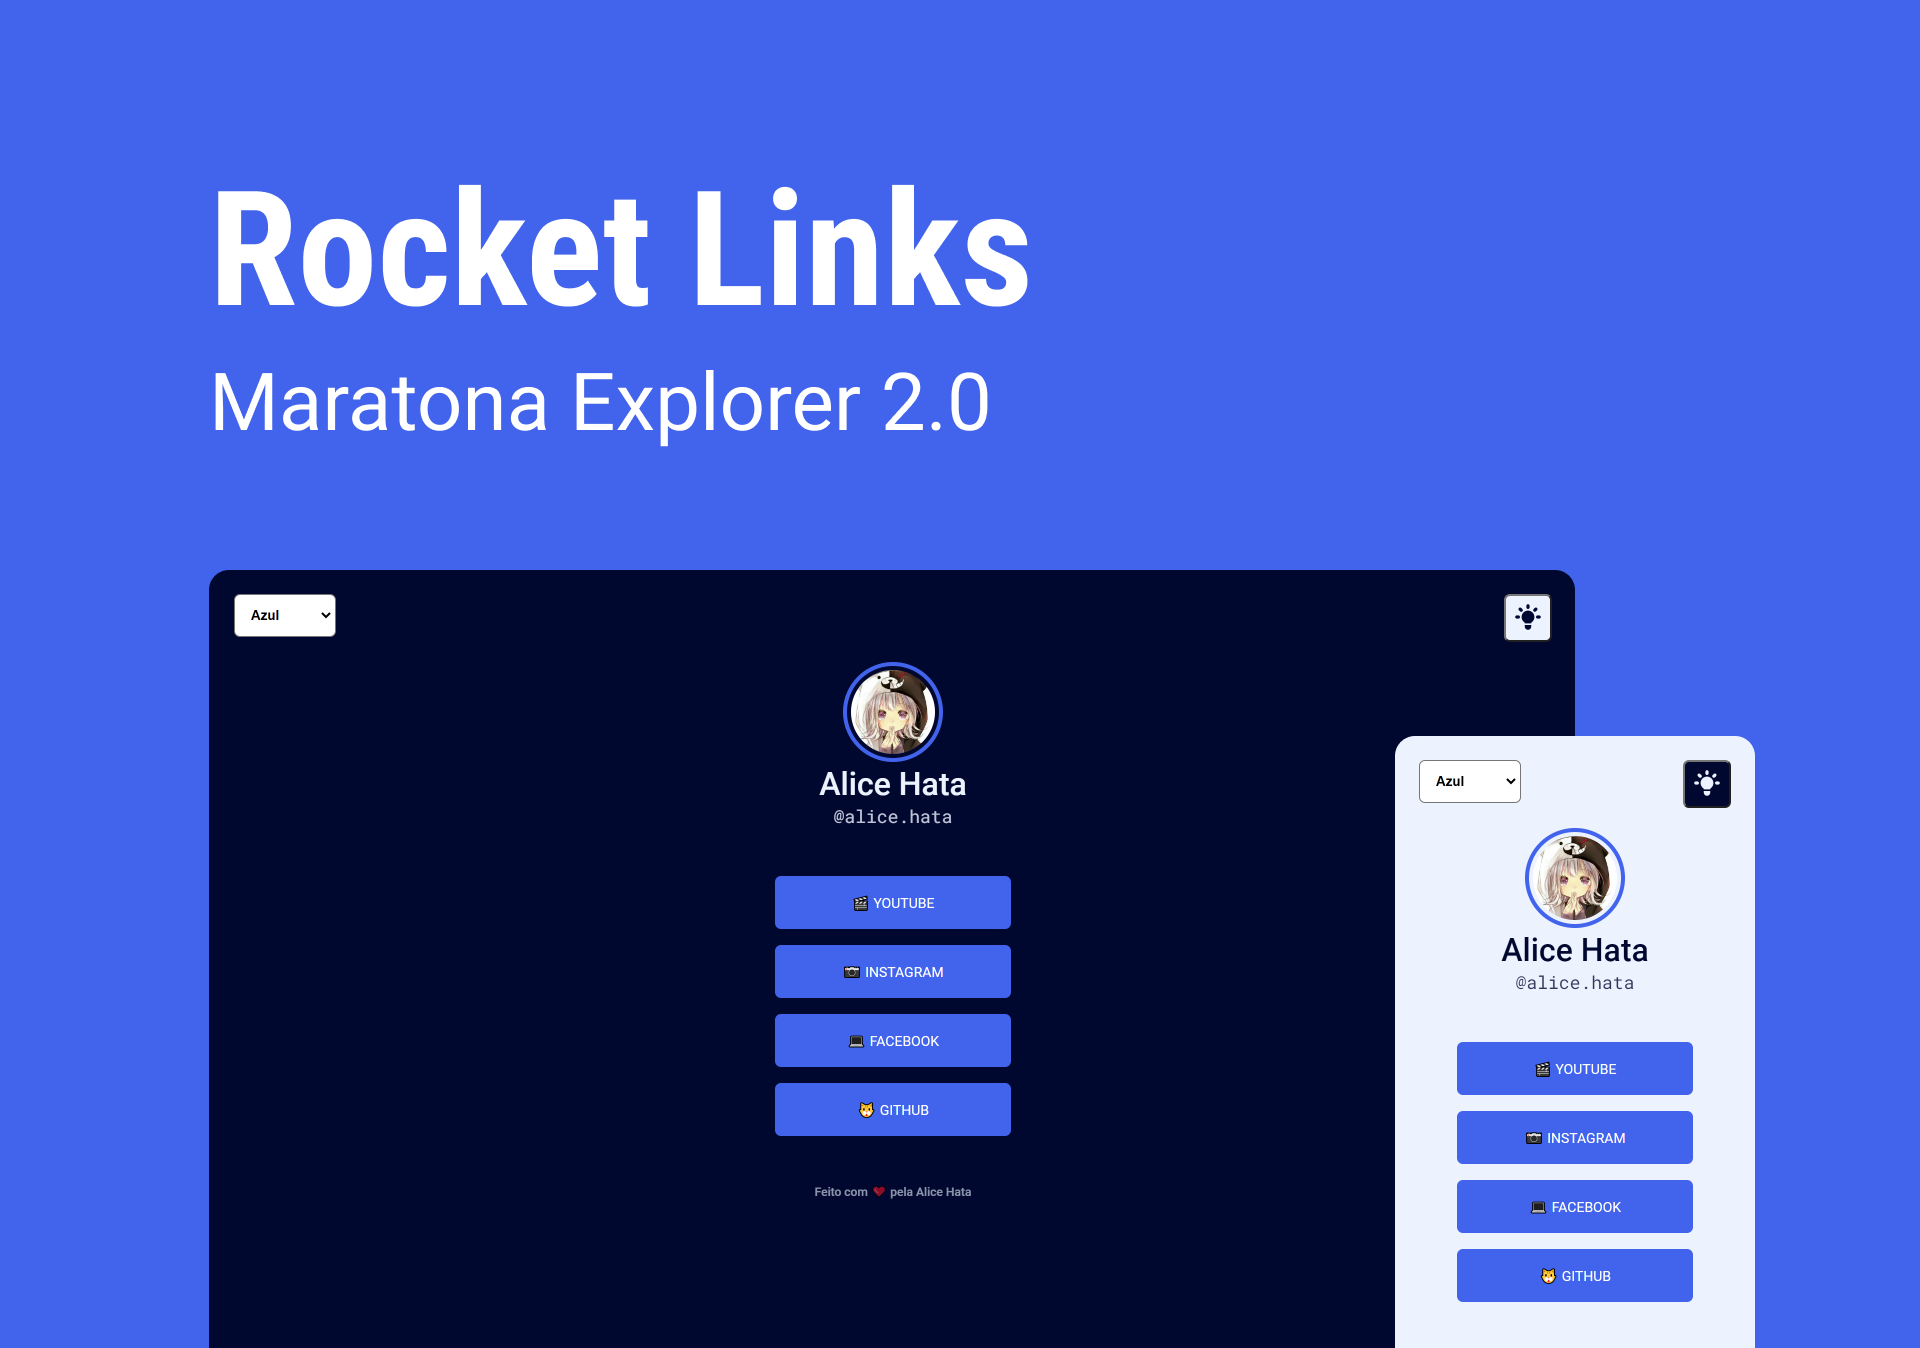 Rocket Links
Maratona Explorer 2.0
Azul
Alice Hata
@alice.hata
🎬 YOUTUBE
📷 INSTAGRAM
💻 FACEBOOK
🐱 GITHUB
Feito com ❤ pela Alice Hata
Azul
Alice Hata
@alice.hata
🎬 YOUTUBE
📷 INSTAGRAM
💻 FACEBOOK
🐱 GITHUB